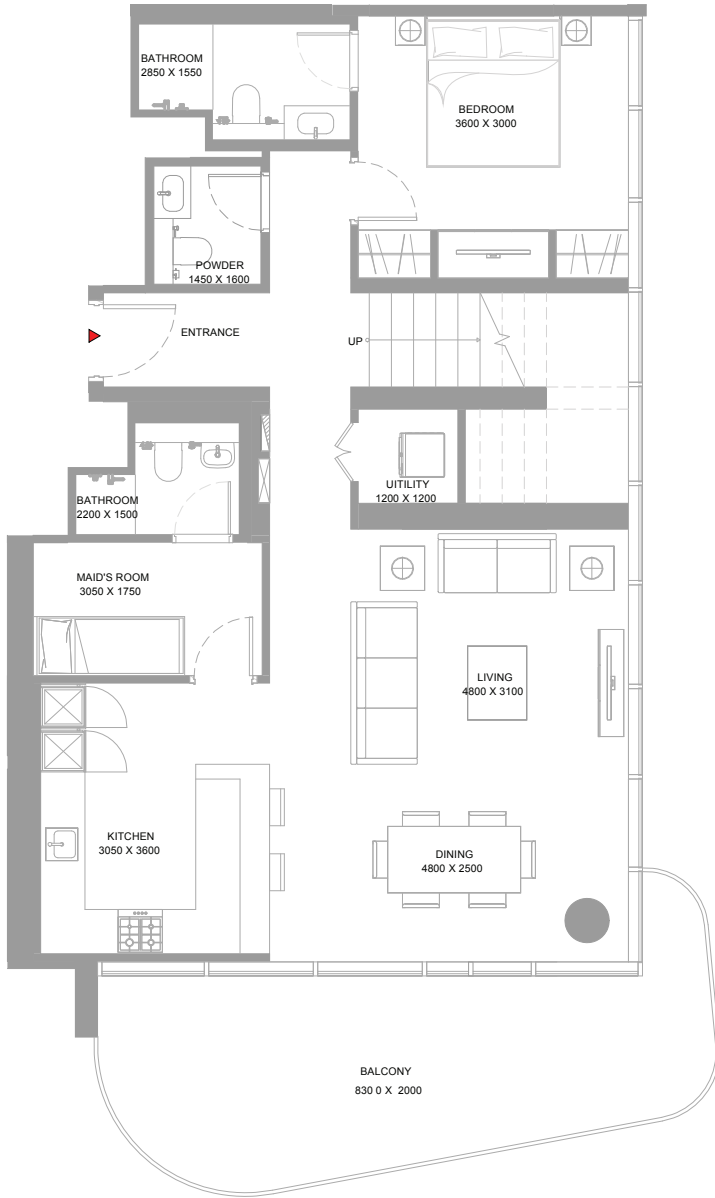 BATHROOM
2850 X 1550
BEDROOM
3600 X 3000
POWDER
1450 X 1600
ENTRANCE
UP
UITILITY
1200 X 1200
BATHROOM
2200 X 1500
MAID'S ROOM
3050 X 1750
LIVING
4800 X 3100
KITCHEN
3050 X 3600
DINING
4800 X 2500
BALCONY
830 0 X 2000